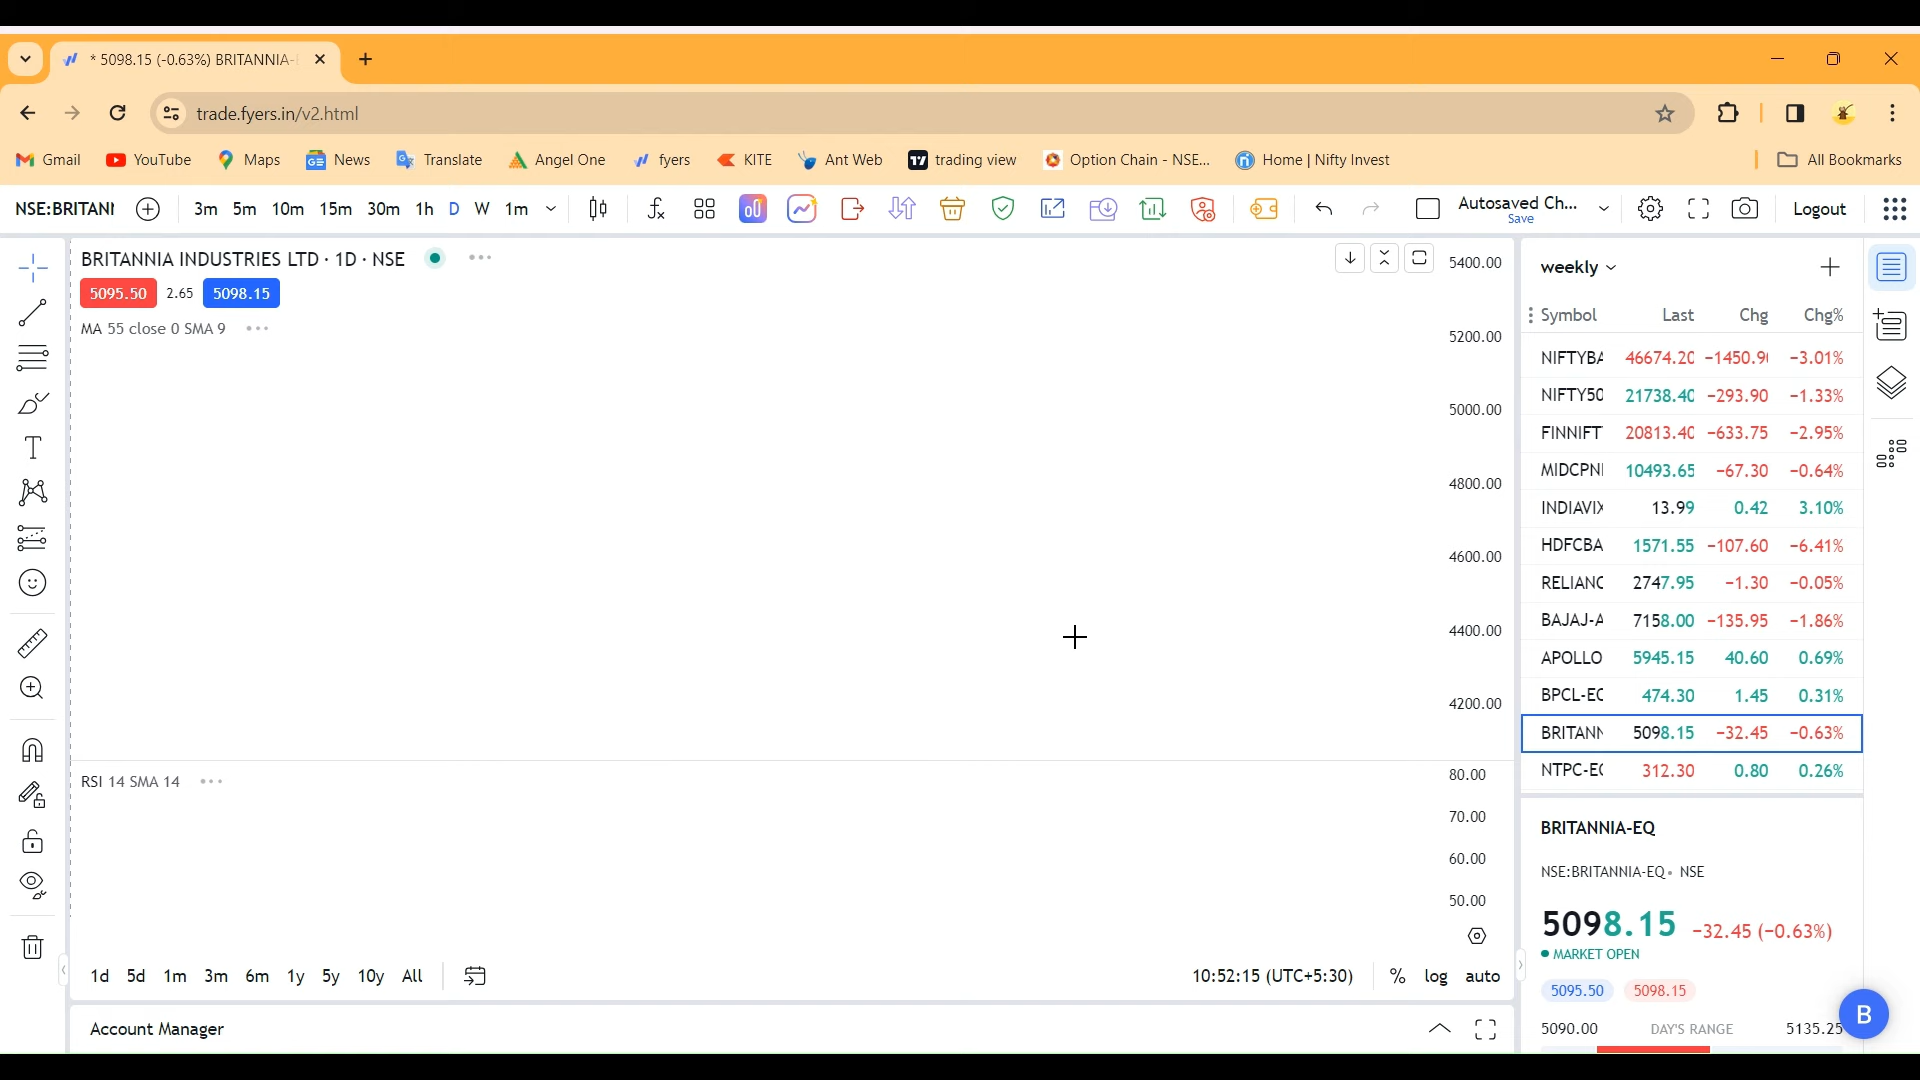 * 5098.15 (-0.63%) BRITANNIA-
trade.fyers.in/v2.html
Gmail YouTube Maps News Translate Angel One fyers KITE Ant Web trading view Option Chain - NSE... Home | Nifty Invest All Bookmarks
NSE:BRITANI 3m 5m 10m 15m 30m 1h D W 1m Autosaved Ch... Logout
Save
BRITANNIA INDUSTRIES LTD · 1D · NSE
5095.50 2.65 5098.15
MA 55 close 0 SMA 9
5400.00
5200.00
5000.00
4800.00
4600.00
4400.00
4200.00
RSI 14 SMA 14
80.00
70.00
60.00
50.00
1d 5d 1m 3m 6m 1y 5y 10y All 10:52:15 (UTC+5:30) % log auto
Account Manager
weekly
Symbol Last Chg Chg%
NIFTYBA 46674.20 -1450.90 -3.01%
NIFTY50 21738.40 -293.90 -1.33%
FINNIFT 20813.40 -633.75 -2.95%
MIDCPNI 10493.65 -67.30 -0.64%
INDIAVIX 13.99 0.42 3.10%
HDFCBA 1571.55 -107.60 -6.41%
RELIANC 2747.95 -1.30 -0.05%
BAJAJ-A 7158.00 -135.95 -1.86%
APOLLO 5945.15 40.60 0.69%
BPCL-EC 474.30 1.45 0.31%
BRITANN 5098.15 -32.45 -0.63%
NTPC-EC 312.30 0.80 0.26%
BRITANNIA-EQ
NSE:BRITANNIA-EQ • NSE
5098.15 -32.45 (-0.63%)
MARKET OPEN
5095.50 5098.15
B
5090.00 DAY'S RANGE 5135.25